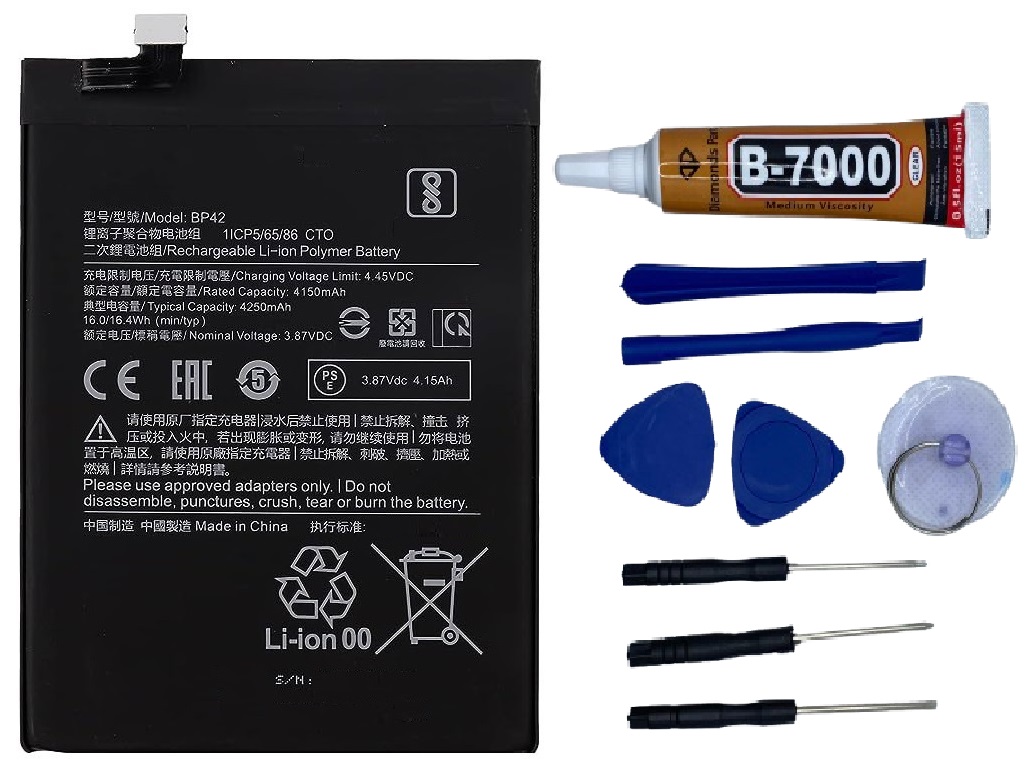 型号/型號/Model: BP42
锂离子聚合物电池组 1ICP5/65/86 CTO
二次鋰電池組/Rechargeable Li-ion Polymer Battery
充电限制电压/充電限制電壓/Charging Voltage Limit: 4.45VDC
额定容量/額定電容量/Rated Capacity: 4150mAh
典型电容量/Typical Capacity: 4250mAh
16.0/16.4Wh (min/typ)
额定电压/標稱電壓/ Nominal Voltage: 3.87VDC
廢電池請回收
CE EAC 5 PS E 3.87Vdc 4.15Ah
请使用原厂指定充电器|浸水后禁止使用|禁止拆解、撞击、挤
压或投入火中，若出现膨胀或变形，请勿继续使用|勿将电池
置于高温区，請使用原廠指定充電器|禁止拆解、刺破、擠壓、加熱或
燃燒|詳情請參考説明書。
Please use approved adapters only. | Do not
disassemble, punctures, crush, tear or burn the battery.
中国制造 中國製造 Made in China 执行标准:
Li-ion 00
S/N:
Diamonds
B-7000
CLEAR
Medium Viscosity
0.5fl.oz(15ml)